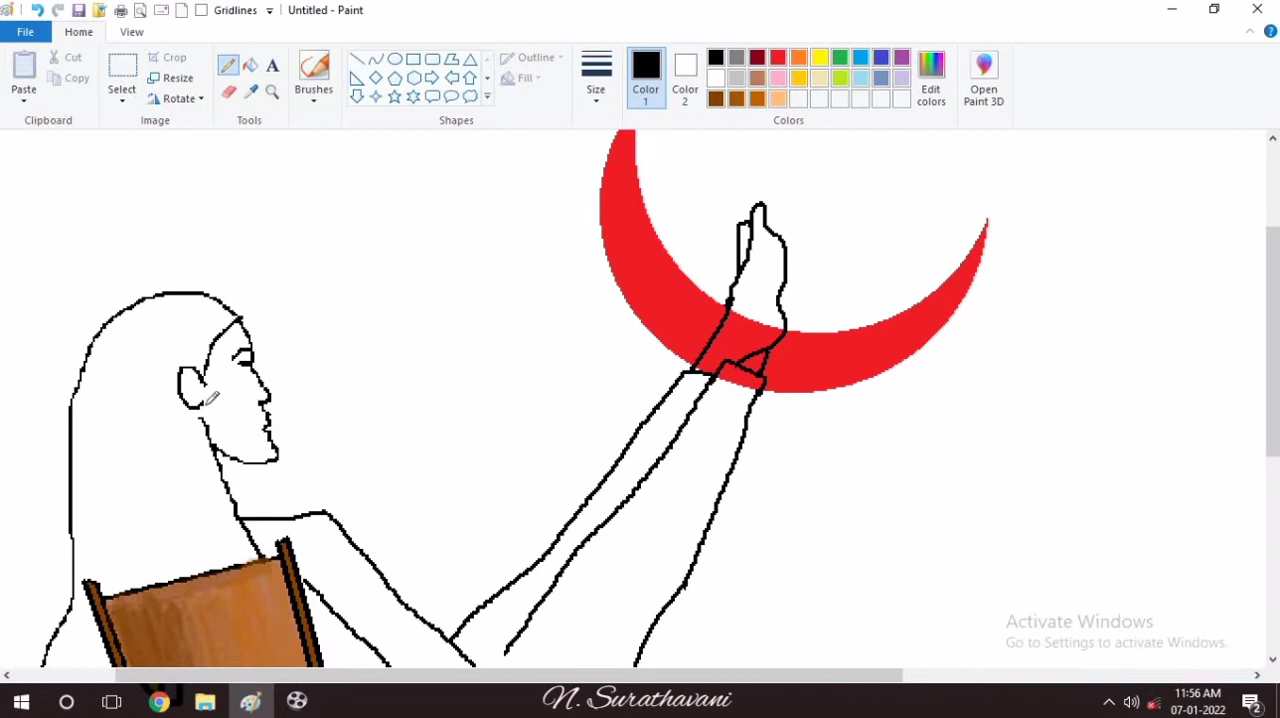 Gridlines Untitled - Paint
File Home View
Paste Cut Copy Select Crop Resize Rotate A Brushes Outline Fill Size Color 1 Color 2 Edit colors Open Paint 3D
Clipboard Image Tools Shapes Colors
Activate Windows
Go to Settings to activate Windows.
N. Surathavani
11:56 AM
07-01-2022
2